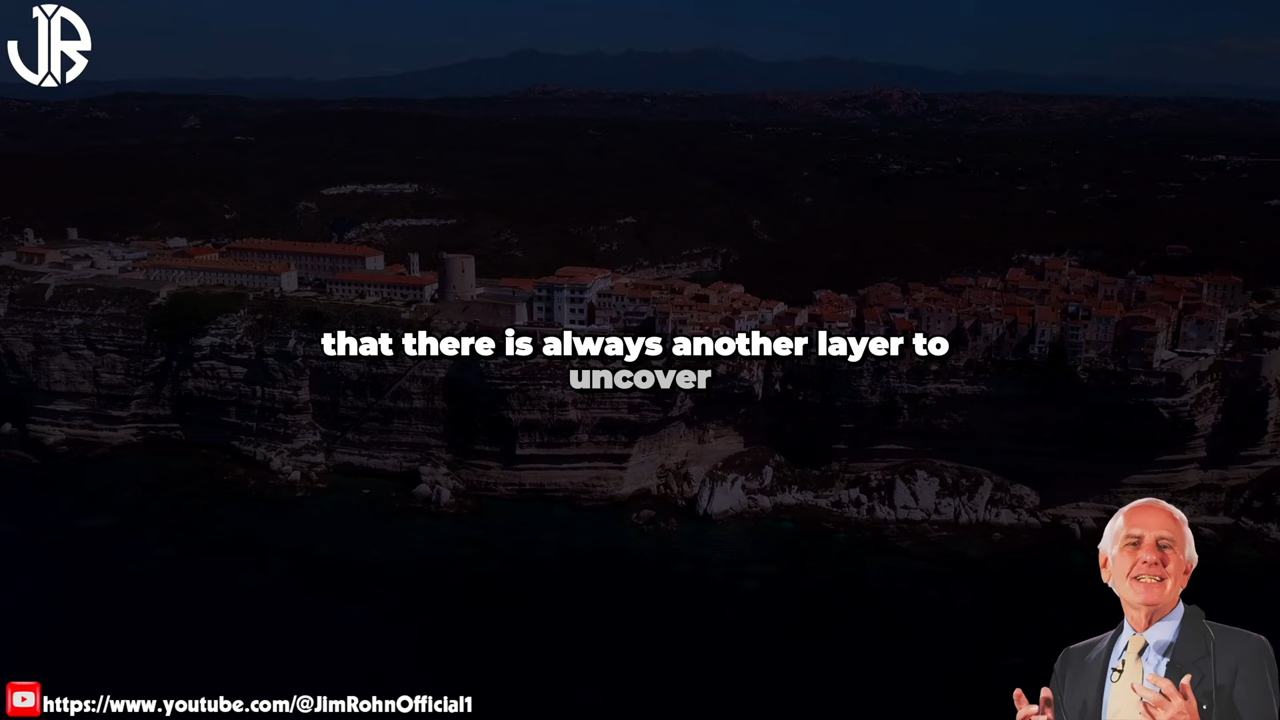 JR
that there is always another layer to
uncover
https://www.youtube.com/@JimRohnOfficial1